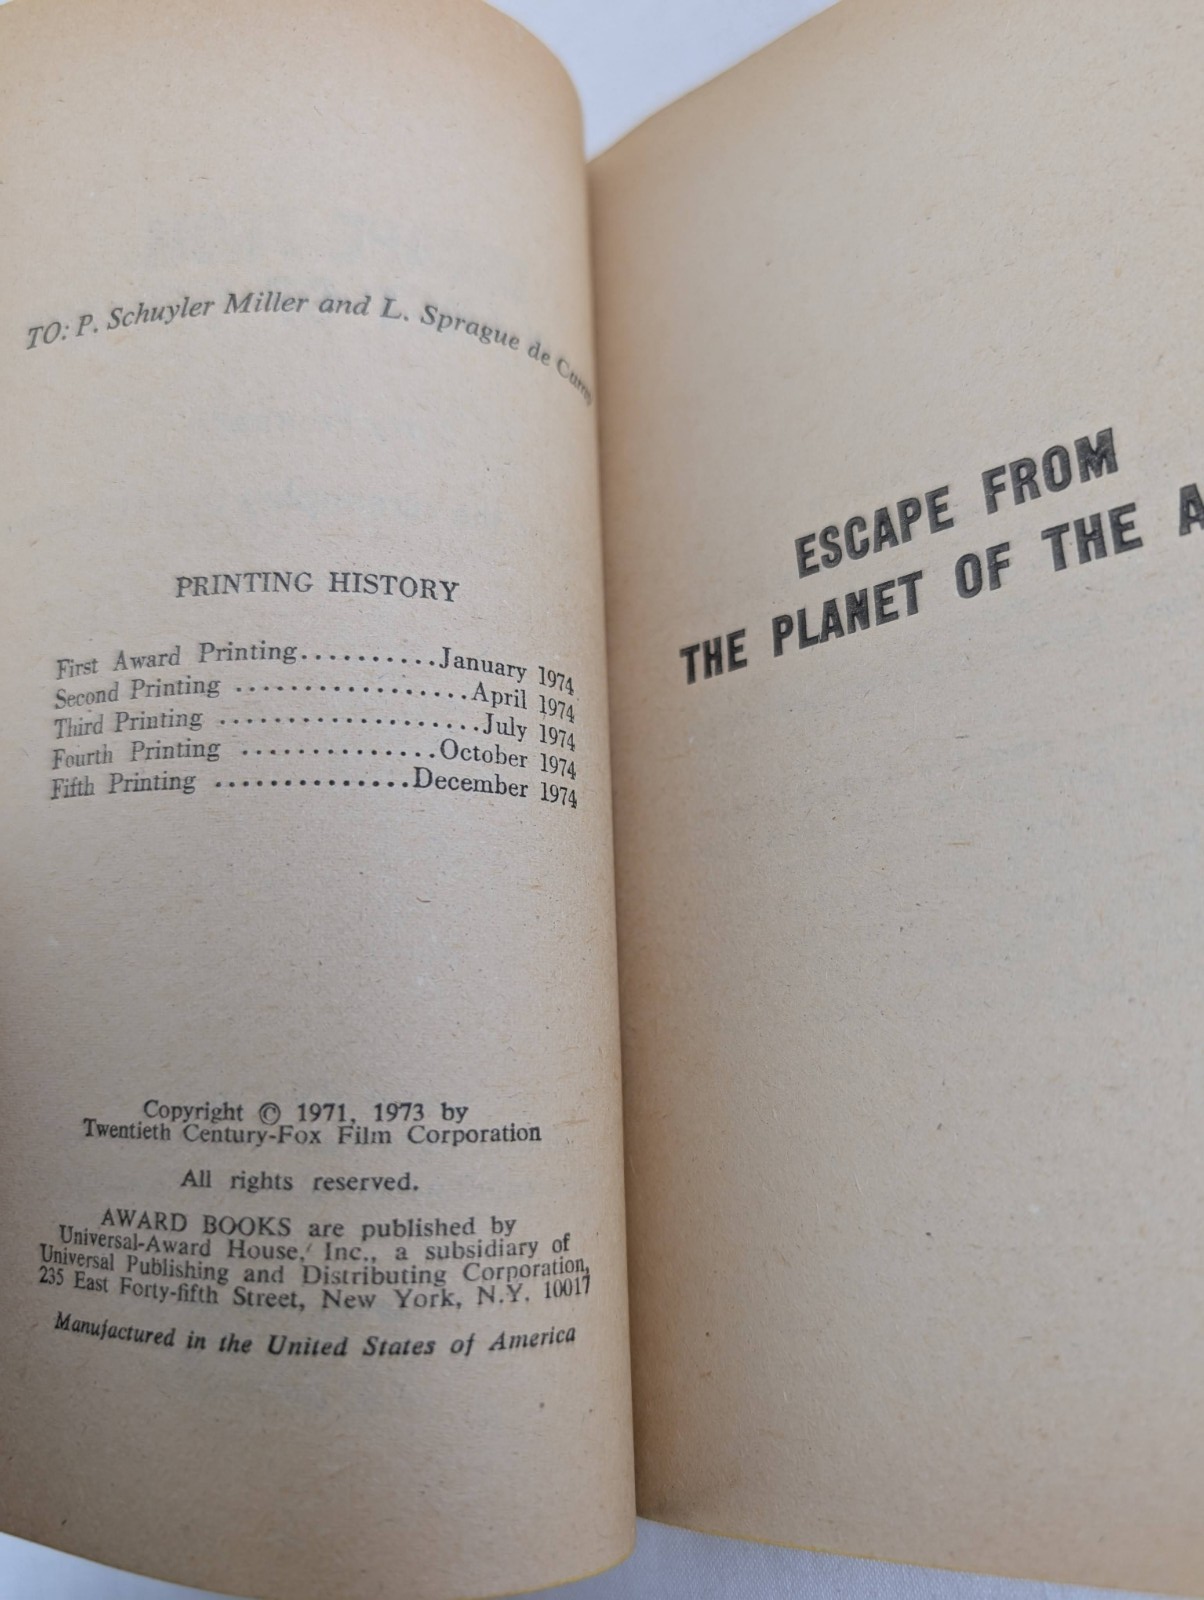 TO: P. Schuyler Miller and L. Sprague de
PRINTING HISTORY
First Award Printing..........January 1974
Second Printing .................April 1974
Third Printing ...................July 1974
Fourth Printing ..............October 1974
Fifth Printing ..............December 1974
Copyright © 1971, 1973 by
Twentieth Century-Fox Film Corporation
All rights reserved.
AWARD BOOKS are published by
Universal-Award House, Inc., a subsidiary of
Universal Publishing and Distributing Corporation,
235 East Forty-fifth Street, New York, N.Y. 10017
Manufactured in the United States of America
ESCAPE FROM
THE PLANET OF THE A